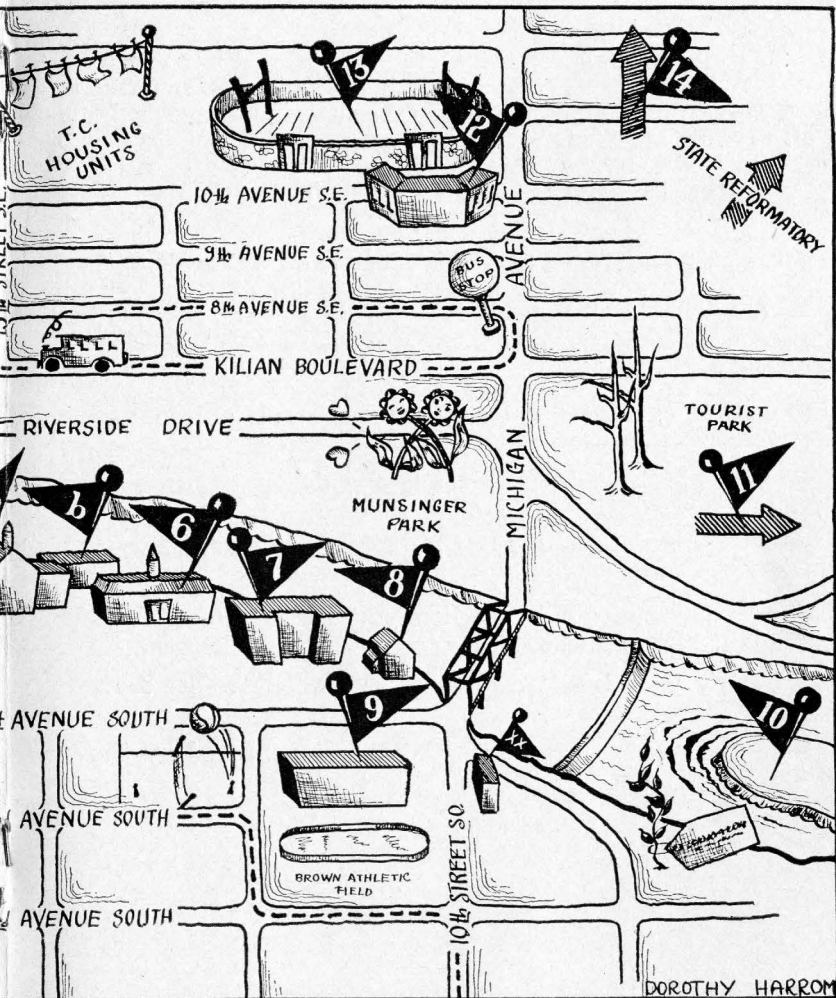 13
14
12
T.C.
HOUSING
UNITS
STATE REFORMATORY
10th AVENUE S.E.
AVENUE
9th AVENUE S.E.
BUS
STOP
8th AVENUE S.E.
KILIAN BOULEVARD
RIVERSIDE DRIVE
TOURIST
PARK
11
MICHIGAN
MUNSINGER
PARK
b
6
7
8
9
10
XX
AVENUE SOUTH
AVENUE SOUTH
BROWN ATHLETIC
FIELD
10th STREET SO.
AVENUE SOUTH
DOROTHY HARROM